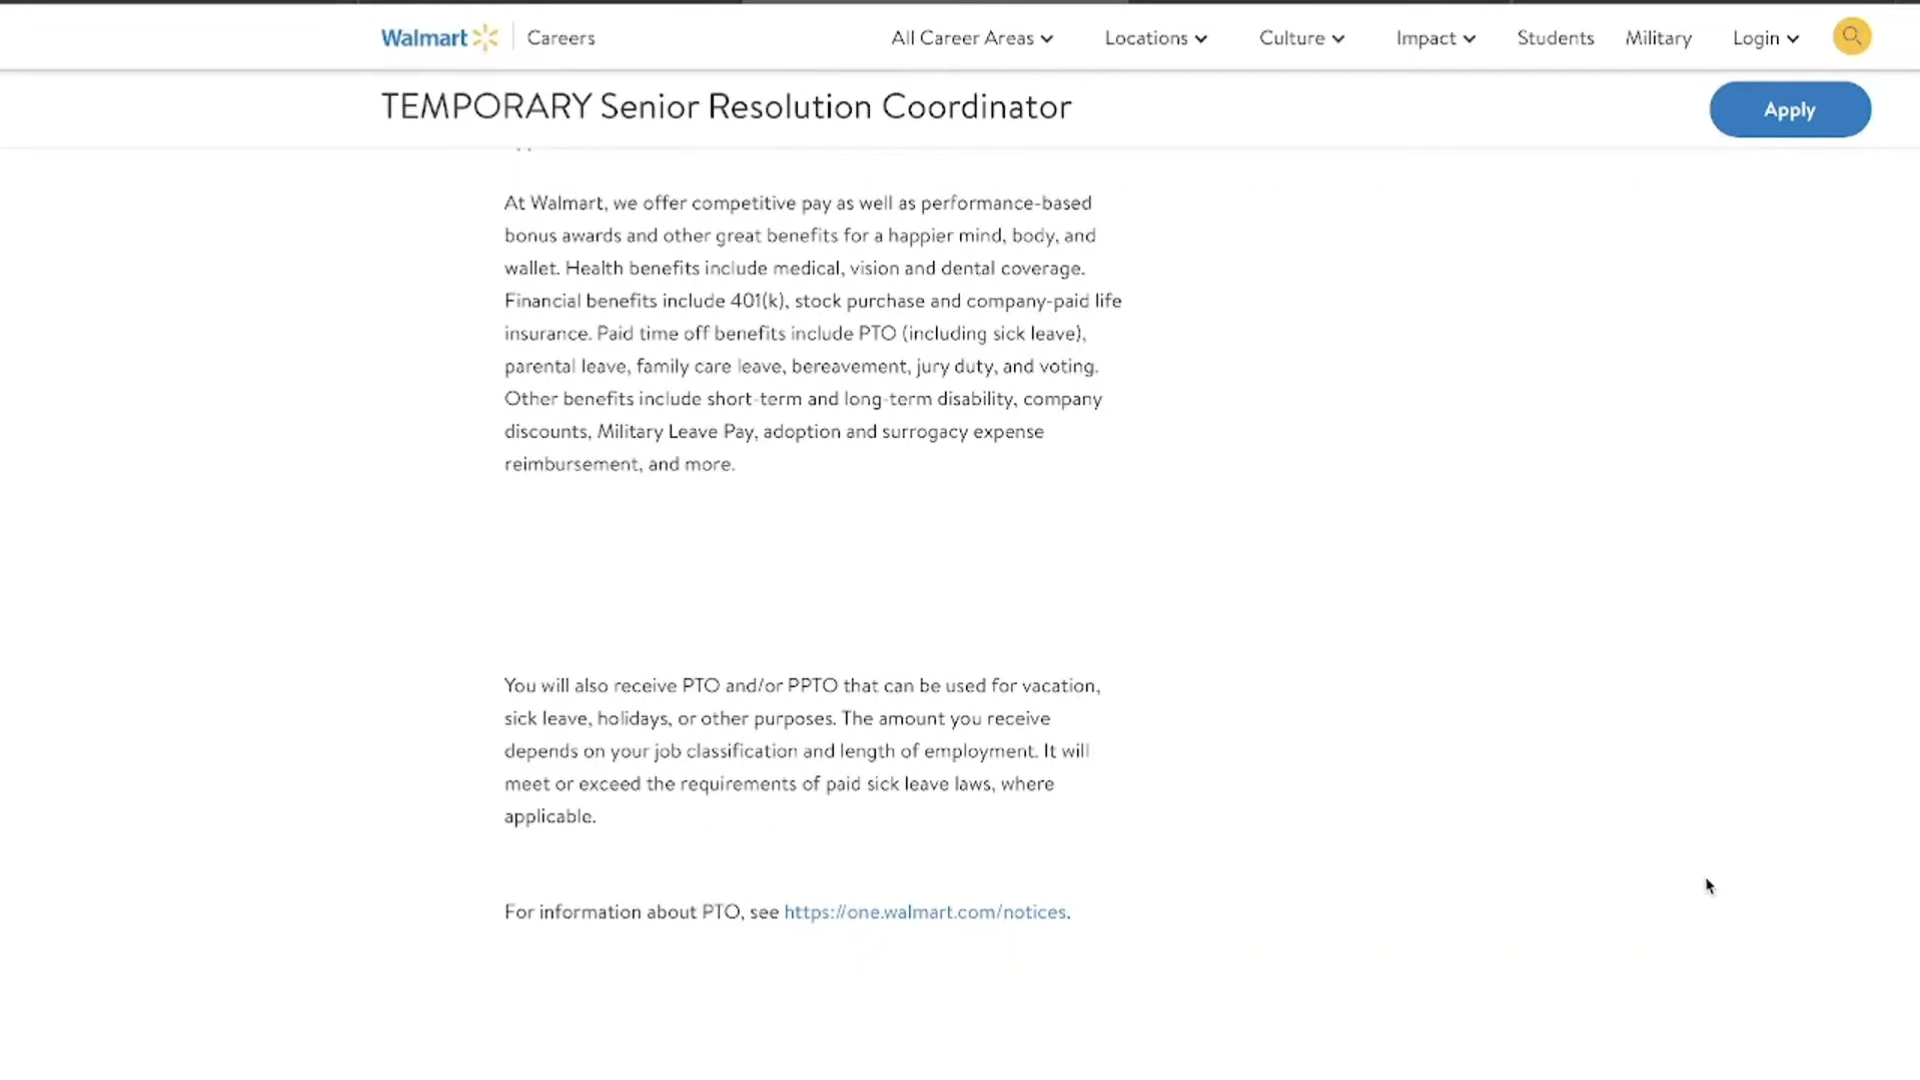 Walmart Careers All Career Areas Locations Culture Impact Students Military Login
TEMPORARY Senior Resolution Coordinator Apply
At Walmart, we offer competitive pay as well as performance-based
bonus awards and other great benefits for a happier mind, body, and
wallet. Health benefits include medical, vision and dental coverage.
Financial benefits include 401(k), stock purchase and company-paid life
insurance. Paid time off benefits include PTO (including sick leave),
parental leave, family care leave, bereavement, jury duty, and voting.
Other benefits include short-term and long-term disability, company
discounts, Military Leave Pay, adoption and surrogacy expense
reimbursement, and more.
You will also receive PTO and/or PPTO that can be used for vacation,
sick leave, holidays, or other purposes. The amount you receive
depends on your job classification and length of employment. It will
meet or exceed the requirements of paid sick leave laws, where
applicable.
For information about PTO, see https://one.walmart.com/notices.